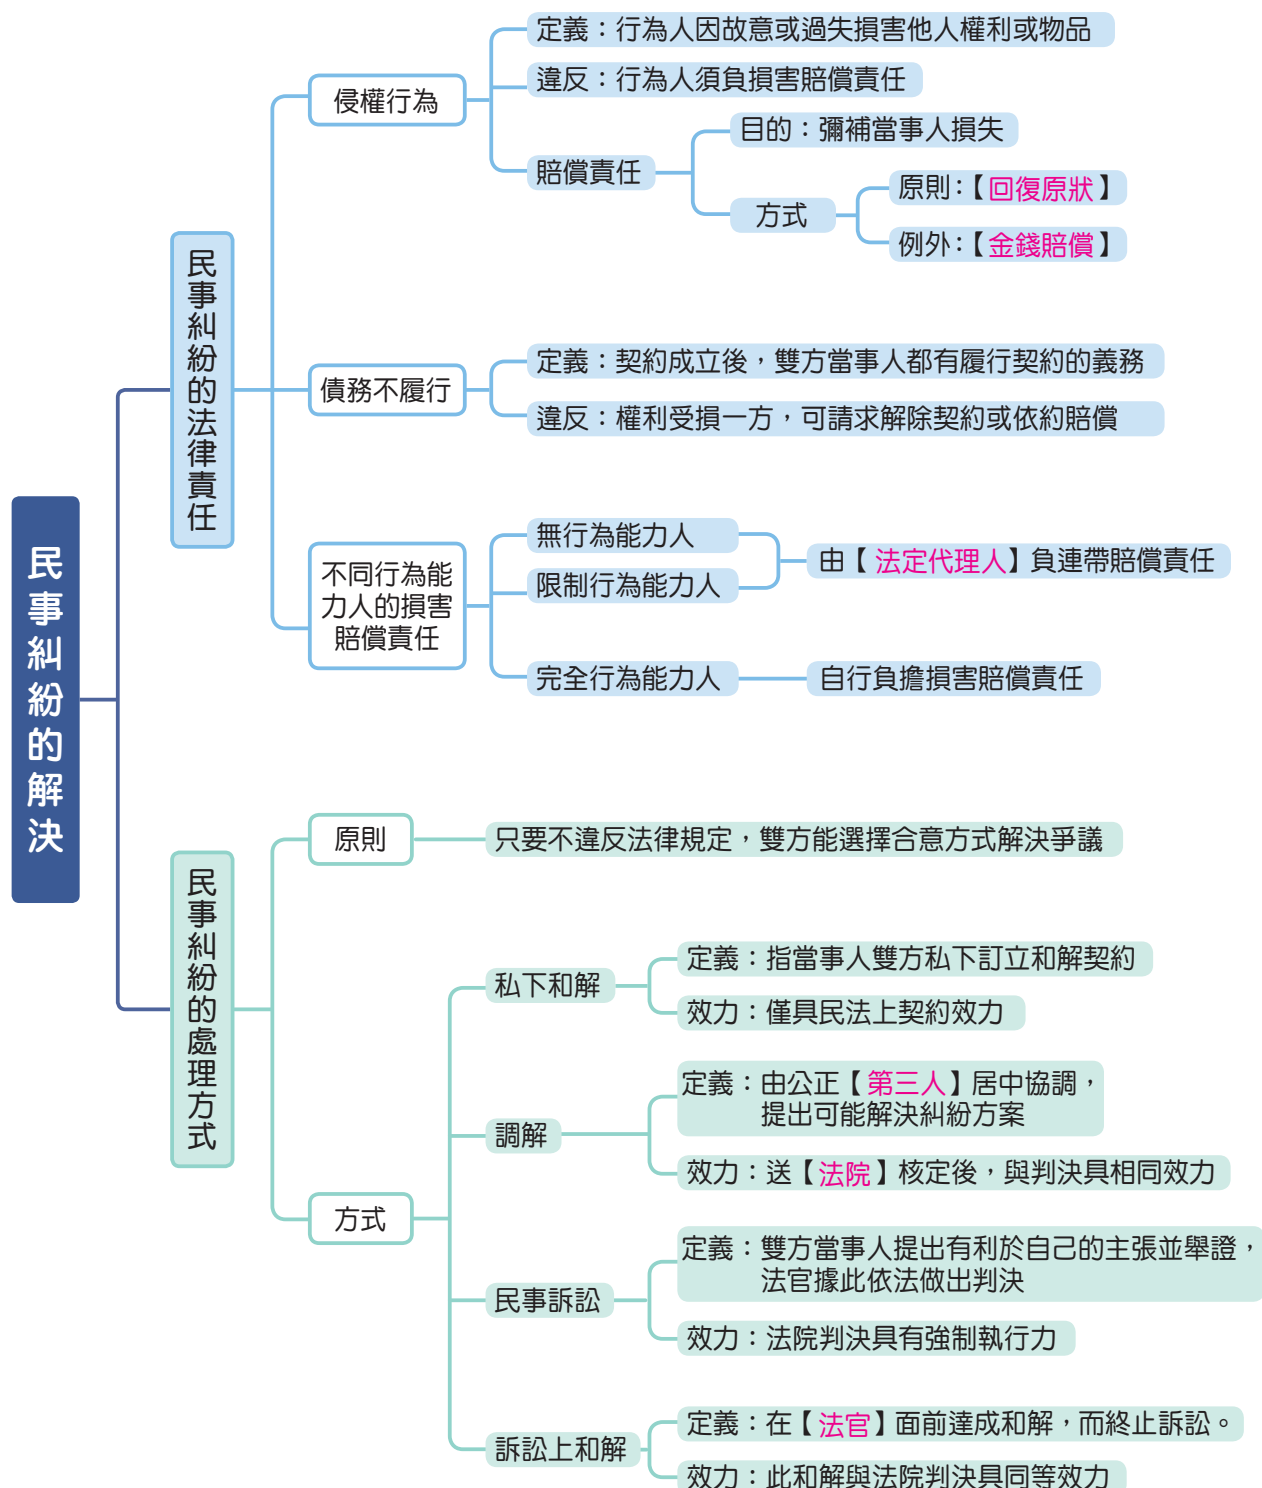 民事糾紛的解決
民事糾紛的法律責任
侵權行為
定義：行為人因故意或過失損害他人權利或物品
違反：行為人須負損害賠償責任
賠償責任
目的：彌補當事人損失
方式
原則：【回復原狀】
例外：【金錢賠償】
債務不履行
定義：契約成立後，雙方當事人都有履行契約的義務
違反：權利受損一方，可請求解除契約或依約賠償
不同行為能
力人的損害
賠償責任
無行為能力人
限制行為能力人
由【法定代理人】負連帶賠償責任
完全行為能力人
自行負擔損害賠償責任
民事糾紛的處理方式
原則
只要不違反法律規定，雙方能選擇合意方式解決爭議
方式
私下和解
定義：指當事人雙方私下訂立和解契約
效力：僅具民法上契約效力
調解
定義：由公正【第三人】居中協調，
提出可能解決糾紛方案
效力：送【法院】核定後，與判決具相同效力
民事訴訟
定義：雙方當事人提出有利於自己的主張並舉證，
法官據此依法做出判決
效力：法院判決具有強制執行力
訴訟上和解
定義：在【法官】面前達成和解，而終止訴訟。
效力：此和解與法院判決具同等效力